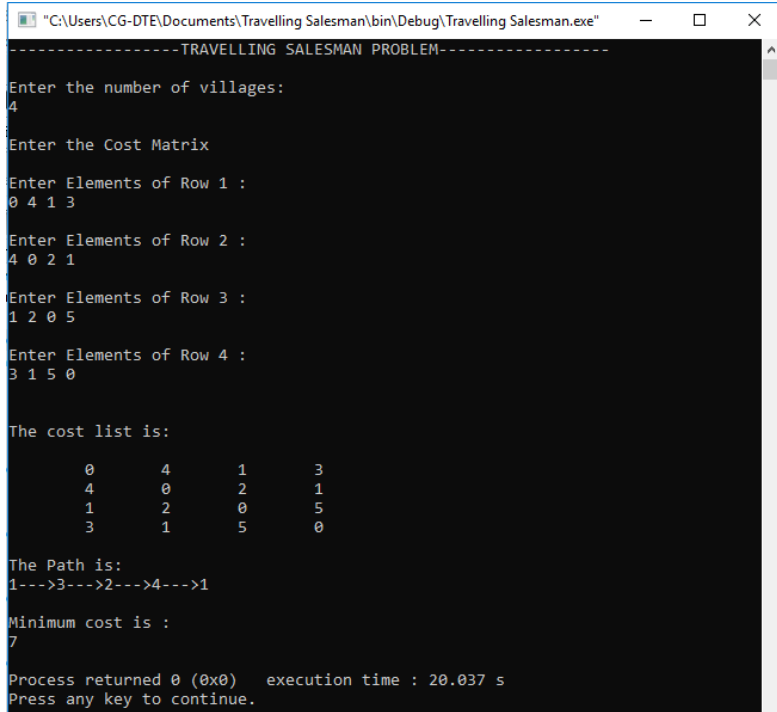 "C:\Users\CG-DTE\Documents\Travelling Salesman\bin\Debug\Travelling Salesman.exe"
------------------TRAVELLING SALESMAN PROBLEM------------------
Enter the number of villages:
4
Enter the Cost Matrix
Enter Elements of Row 1 :
0 4 1 3
Enter Elements of Row 2 :
4 0 2 1
Enter Elements of Row 3 :
1 2 0 5
Enter Elements of Row 4 :
3 1 5 0
The cost list is:
0 4 1 3
4 0 2 1
1 2 0 5
3 1 5 0
The Path is:
1--->3--->2--->4--->1
Minimum cost is :
7
Process returned 0 (0x0)   execution time : 20.037 s
Press any key to continue.